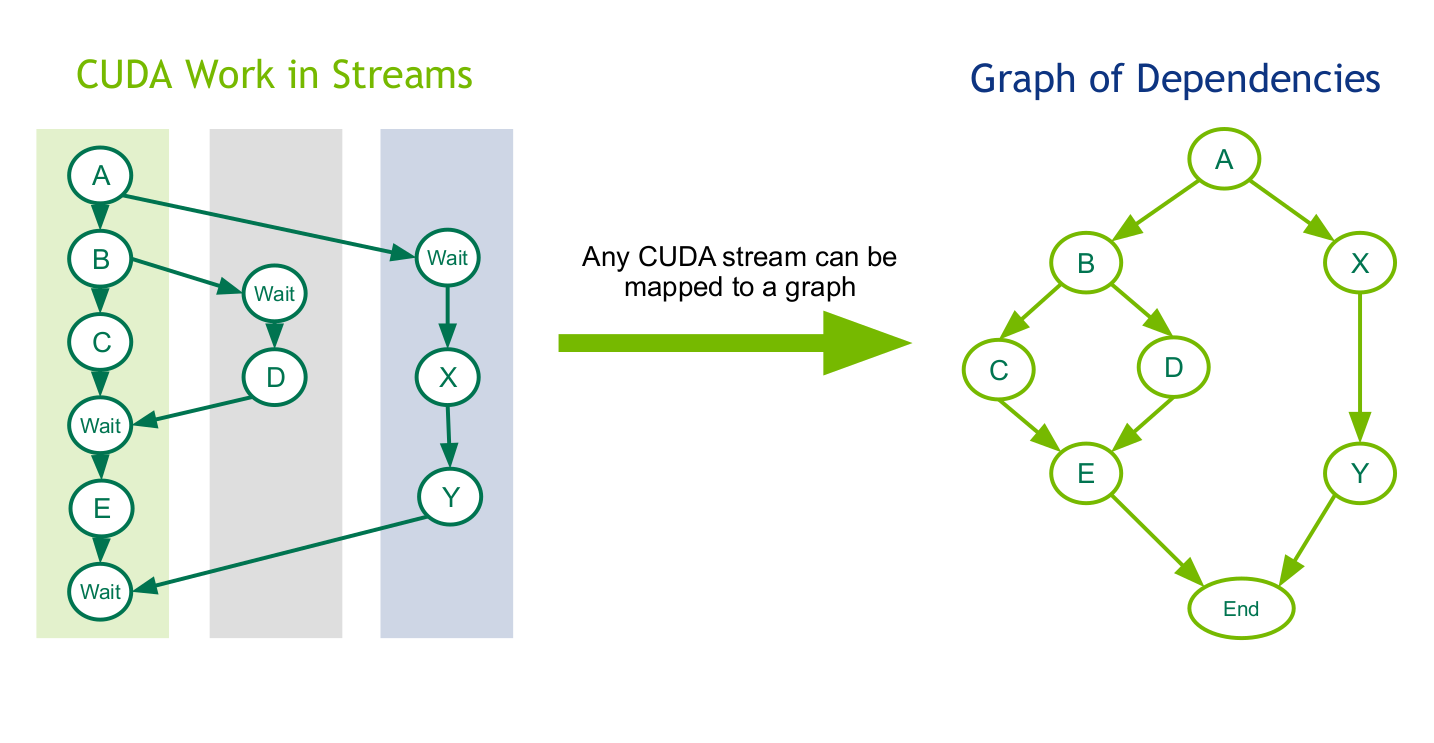 CUDA Work in Streams
A
B
C
Wait
E
Wait
Wait
D
Wait
X
Y
Any CUDA stream can be
mapped to a graph
Graph of Dependencies
A
B
X
C
D
E
Y
End